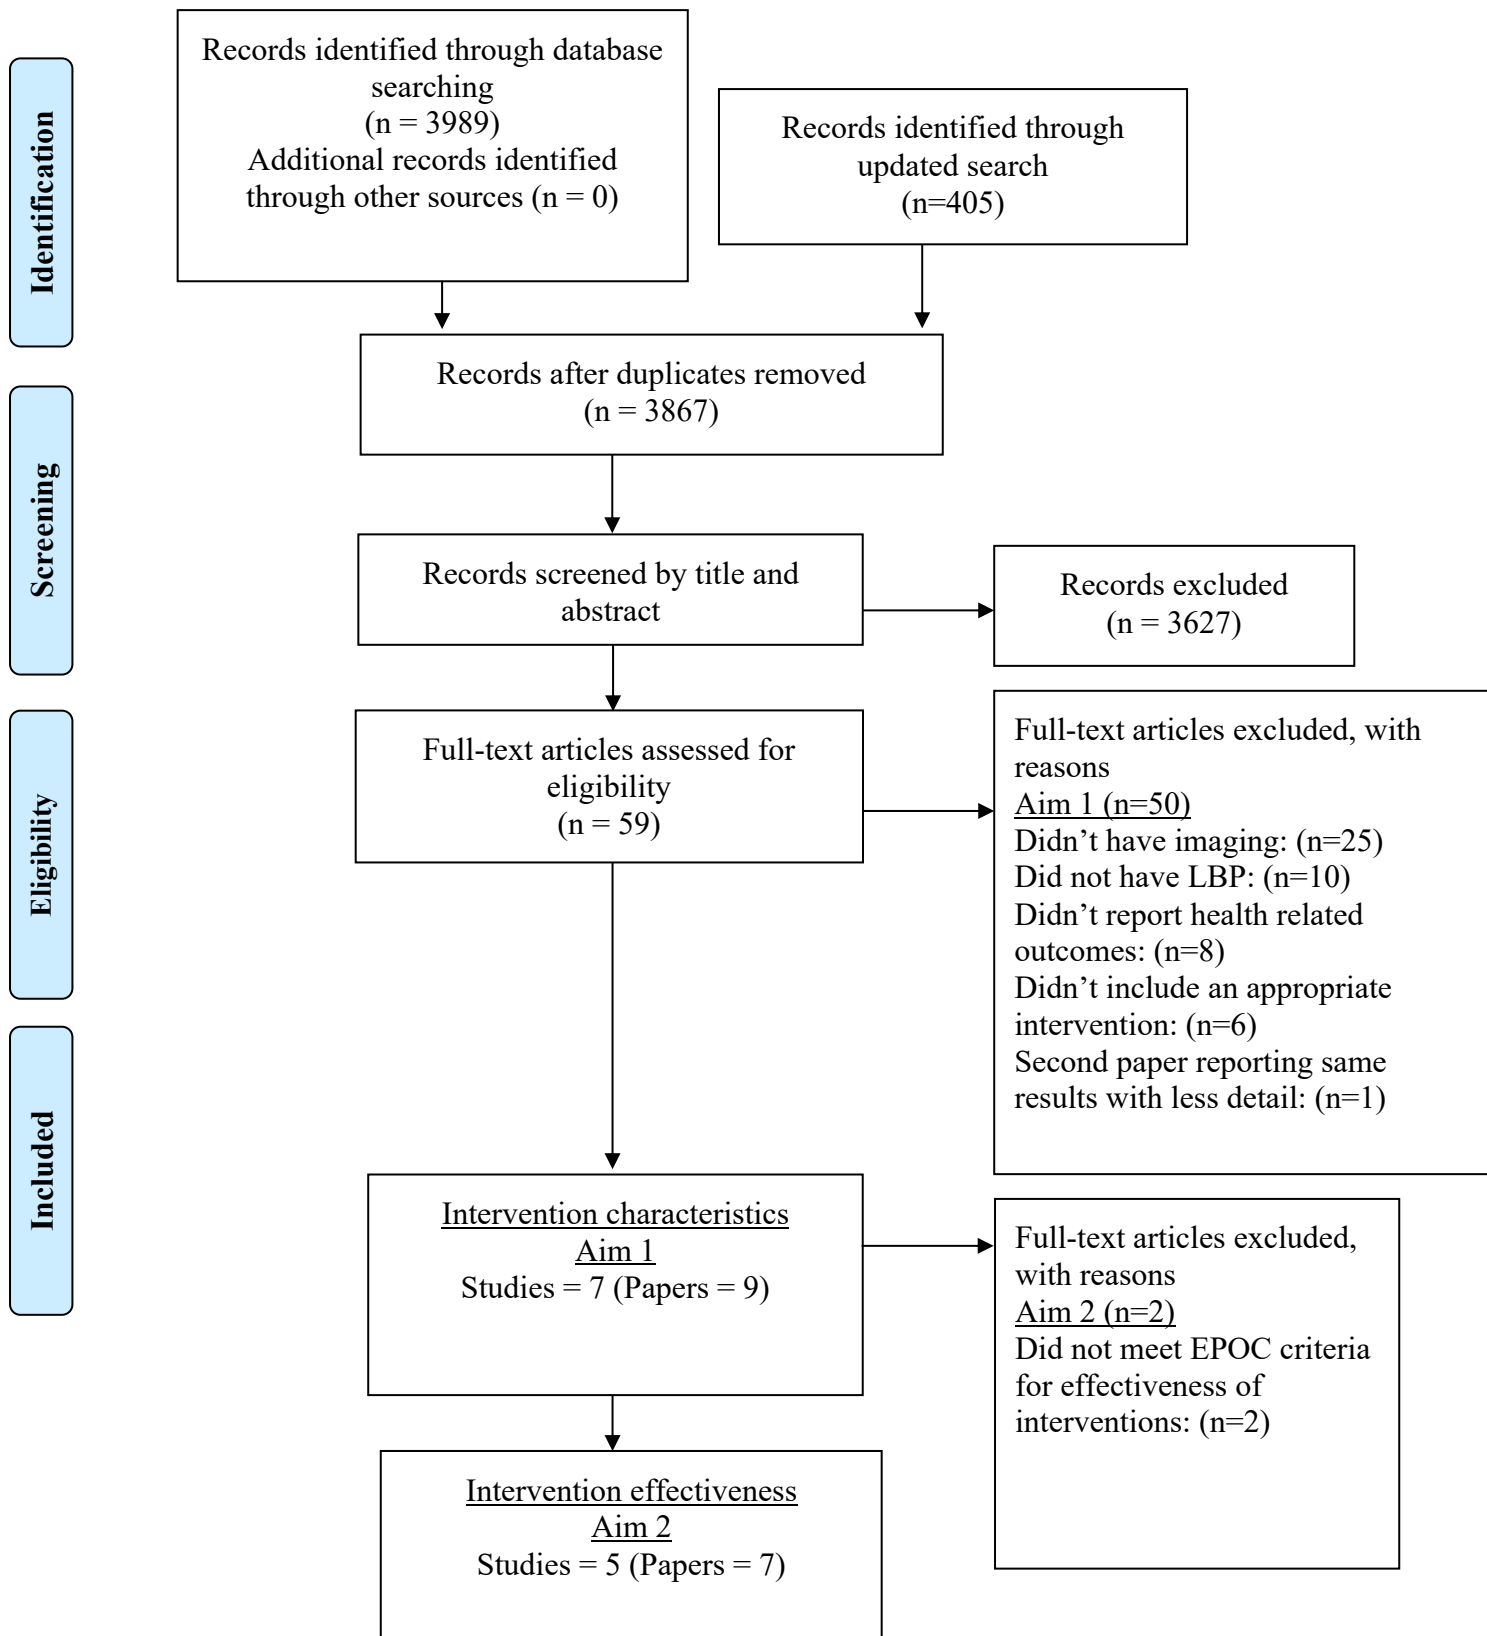 Identification
Records identified through database
searching
(n = 3989)
Additional records identified
through other sources (n = 0)
Records identified through
updated search
(n=405)
Records after duplicates removed
(n = 3867)
Screening
Records screened by title and
abstract
Records excluded
(n = 3627)
Eligibility
Full-text articles assessed for
eligibility
(n = 59)
Full-text articles excluded, with
reasons
Aim 1 (n=50)
Didn’t have imaging: (n=25)
Did not have LBP: (n=10)
Didn’t report health related
outcomes: (n=8)
Didn’t include an appropriate
intervention: (n=6)
Second paper reporting same
results with less detail: (n=1)
Included
Intervention characteristics
Aim 1
Studies = 7 (Papers = 9)
Full-text articles excluded,
with reasons
Aim 2 (n=2)
Did not meet EPOC criteria
for effectiveness of
interventions: (n=2)
Intervention effectiveness
Aim 2
Studies = 5 (Papers = 7)